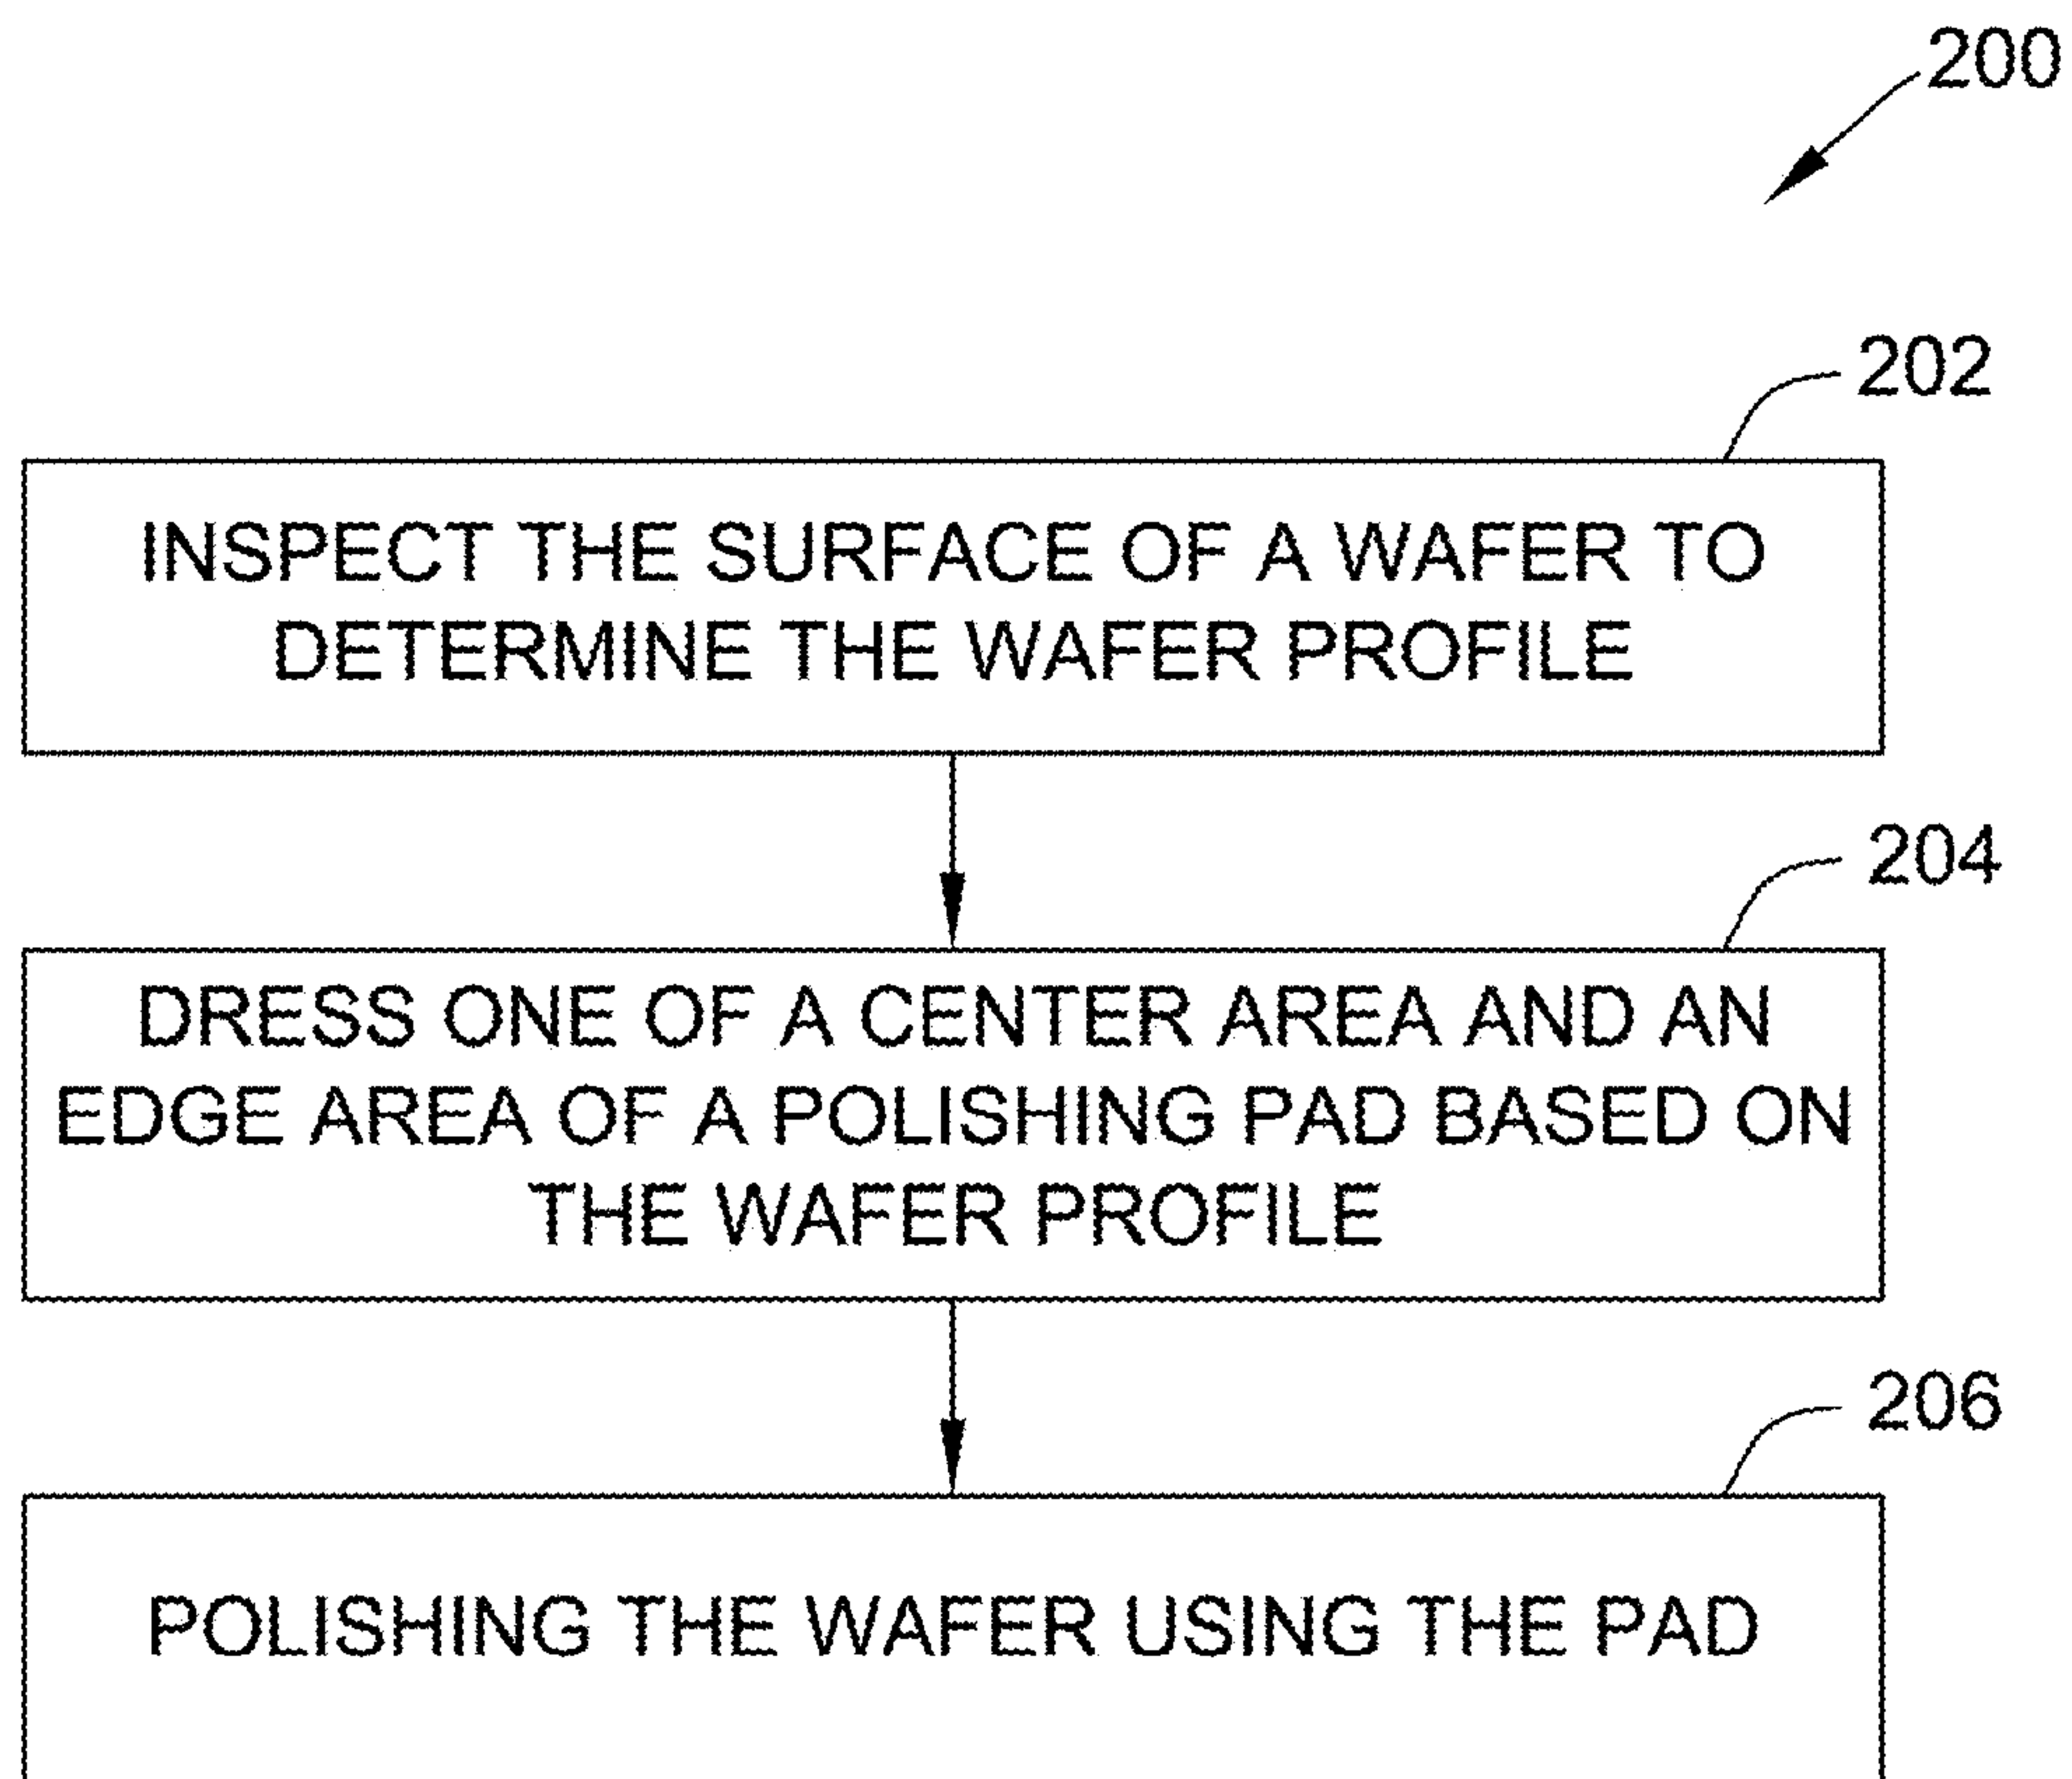 200
202
INSPECT THE SURFACE OF A WAFER TO
DETERMINE THE WAFER PROFILE
204
DRESS ONE OF A CENTER AREA AND AN
EDGE AREA OF A POLISHING PAD BASED ON
THE WAFER PROFILE
206
POLISHING THE WAFER USING THE PAD